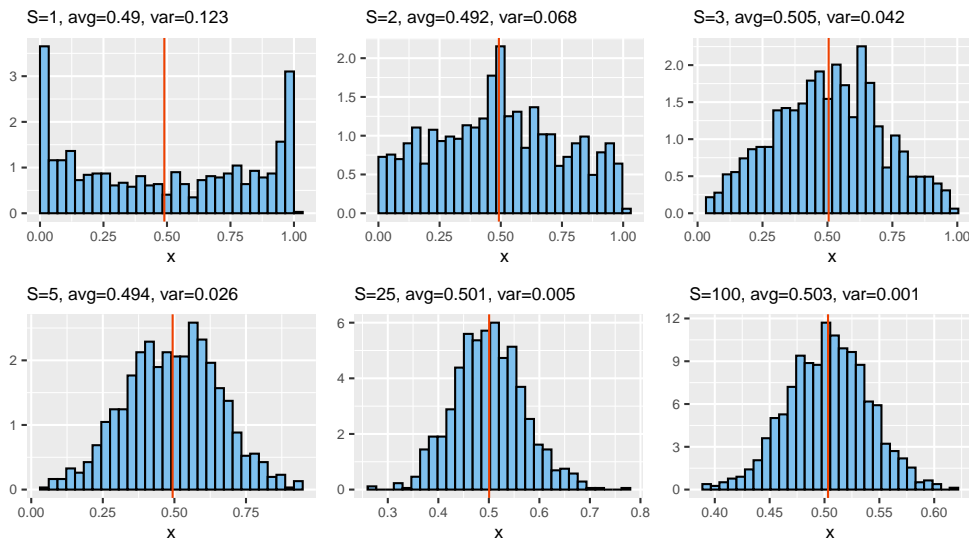 S=1, avg=0.49, var=0.123
3
2
1
0
0.00 0.25 0.50 0.75 1.00
x
S=2, avg=0.492, var=0.068
2.0
1.5
1.0
0.5
0.0
0.00 0.25 0.50 0.75 1.00
x
S=3, avg=0.505, var=0.042
2.0
1.5
1.0
0.5
0.0
0.00 0.25 0.50 0.75 1.00
x
S=5, avg=0.494, var=0.026
2
1
0
0.00 0.25 0.50 0.75
x
S=25, avg=0.501, var=0.005
6
4
2
0
0.3 0.4 0.5 0.6 0.7 0.8
x
S=100, avg=0.503, var=0.001
12
9
6
3
0
0.40 0.45 0.50 0.55 0.60
x